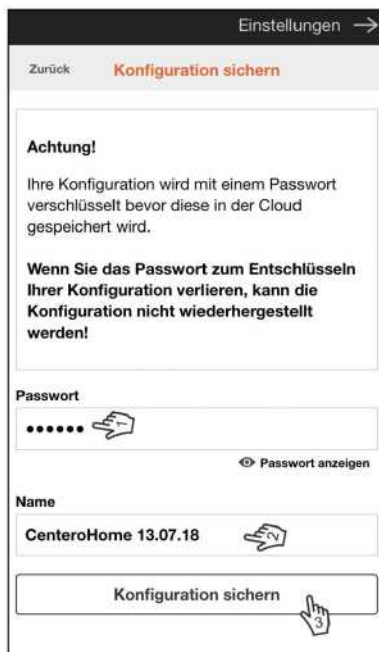 Einstellungen →
Zurück Konfiguration sichern
Achtung!
Ihre Konfiguration wird mit einem Passwort
verschlüsselt bevor diese in der Cloud
gespeichert wird.
Wenn Sie das Passwort zum Entschlüsseln
Ihrer Konfiguration verlieren, kann die
Konfiguration nicht wiederhergestellt
werden!
Passwort
•••••• 1
Passwort anzeigen
Name
CenteroHome 13.07.18 2
Konfiguration sichern
3